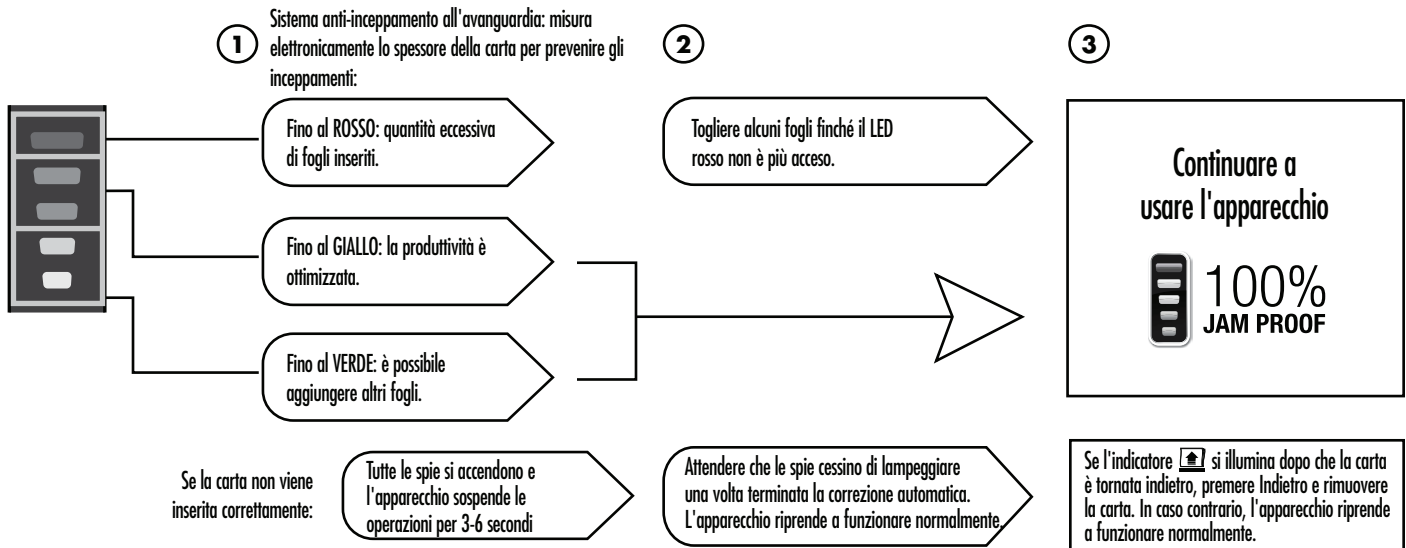 1
Sistema anti-inceppamento all'avanguardia: misura
elettronicamente lo spessore della carta per prevenire gli
inceppamenti:
2
3
Fino al ROSSO: quantità eccessiva
di fogli inseriti.
Togliere alcuni fogli finché il LED
rosso non è più acceso.
Continuare a
usare l'apparecchio
100%
JAM PROOF
Fino al GIALLO: la produttività è
ottimizzata.
Fino al VERDE: è possibile
aggiungere altri fogli.
Se la carta non viene
inserita correttamente:
Tutte le spie si accendono e
l'apparecchio sospende le
operazioni per 3-6 secondi
Attendere che le spie cessino di lampeggiare
una volta terminata la correzione automatica.
L'apparecchio riprende a funzionare normalmente.
Se l'indicatore si illumina dopo che la carta
è tornata indietro, premere Indietro e rimuovere
la carta. In caso contrario, l'apparecchio riprende
a funzionare normalmente.